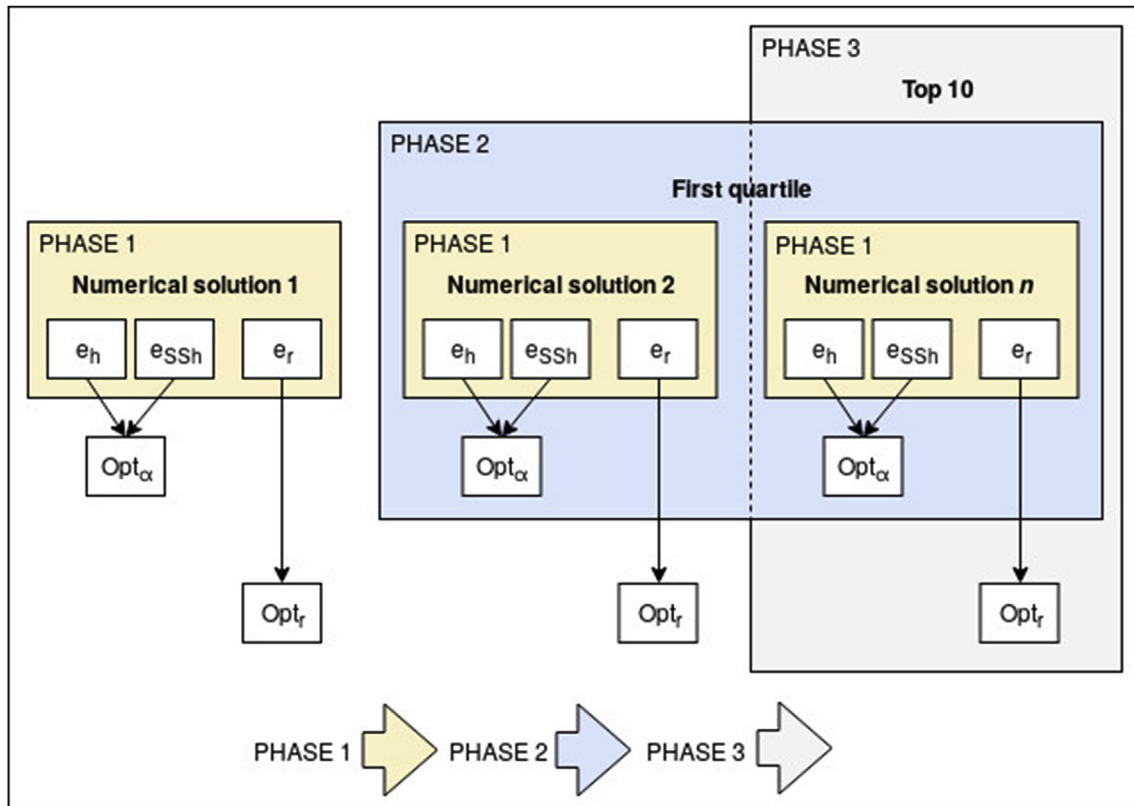 PHASE 3
Top 10
PHASE 2
First quartile
PHASE 1
Numerical solution 1
e_h e_SSh e_r
PHASE 1
Numerical solution 2
e_h e_SSh e_r
PHASE 1
Numerical solution n
e_h e_SSh e_r
Opt_α
Opt_α
Opt_α
Opt_r
Opt_r
Opt_r
PHASE 1 PHASE 2 PHASE 3